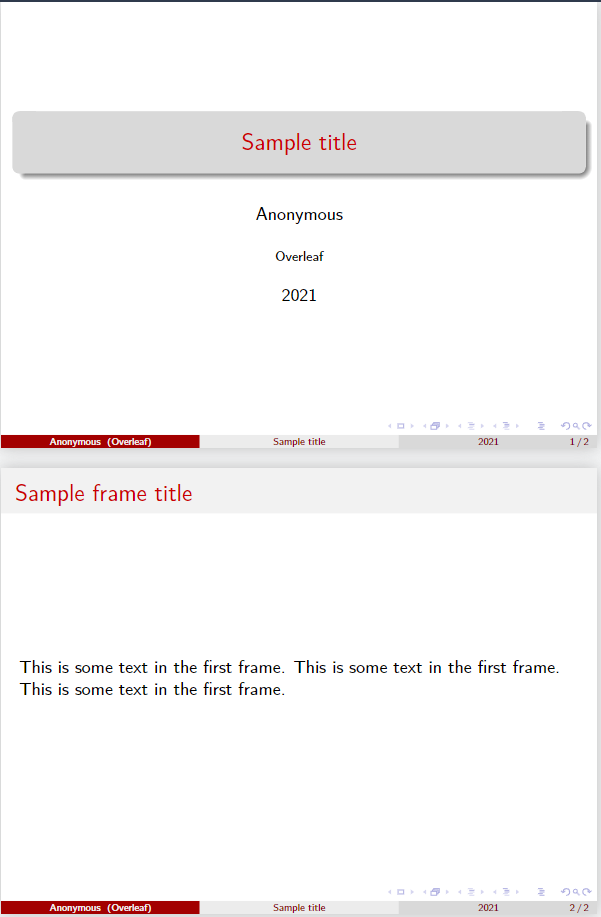 Sample title
Anonymous
Overleaf
2021
Anonymous (Overleaf) Sample title 2021 1 / 2
Sample frame title
This is some text in the first frame. This is some text in the first frame.
This is some text in the first frame.
Anonymous (Overleaf) Sample title 2021 2 / 2